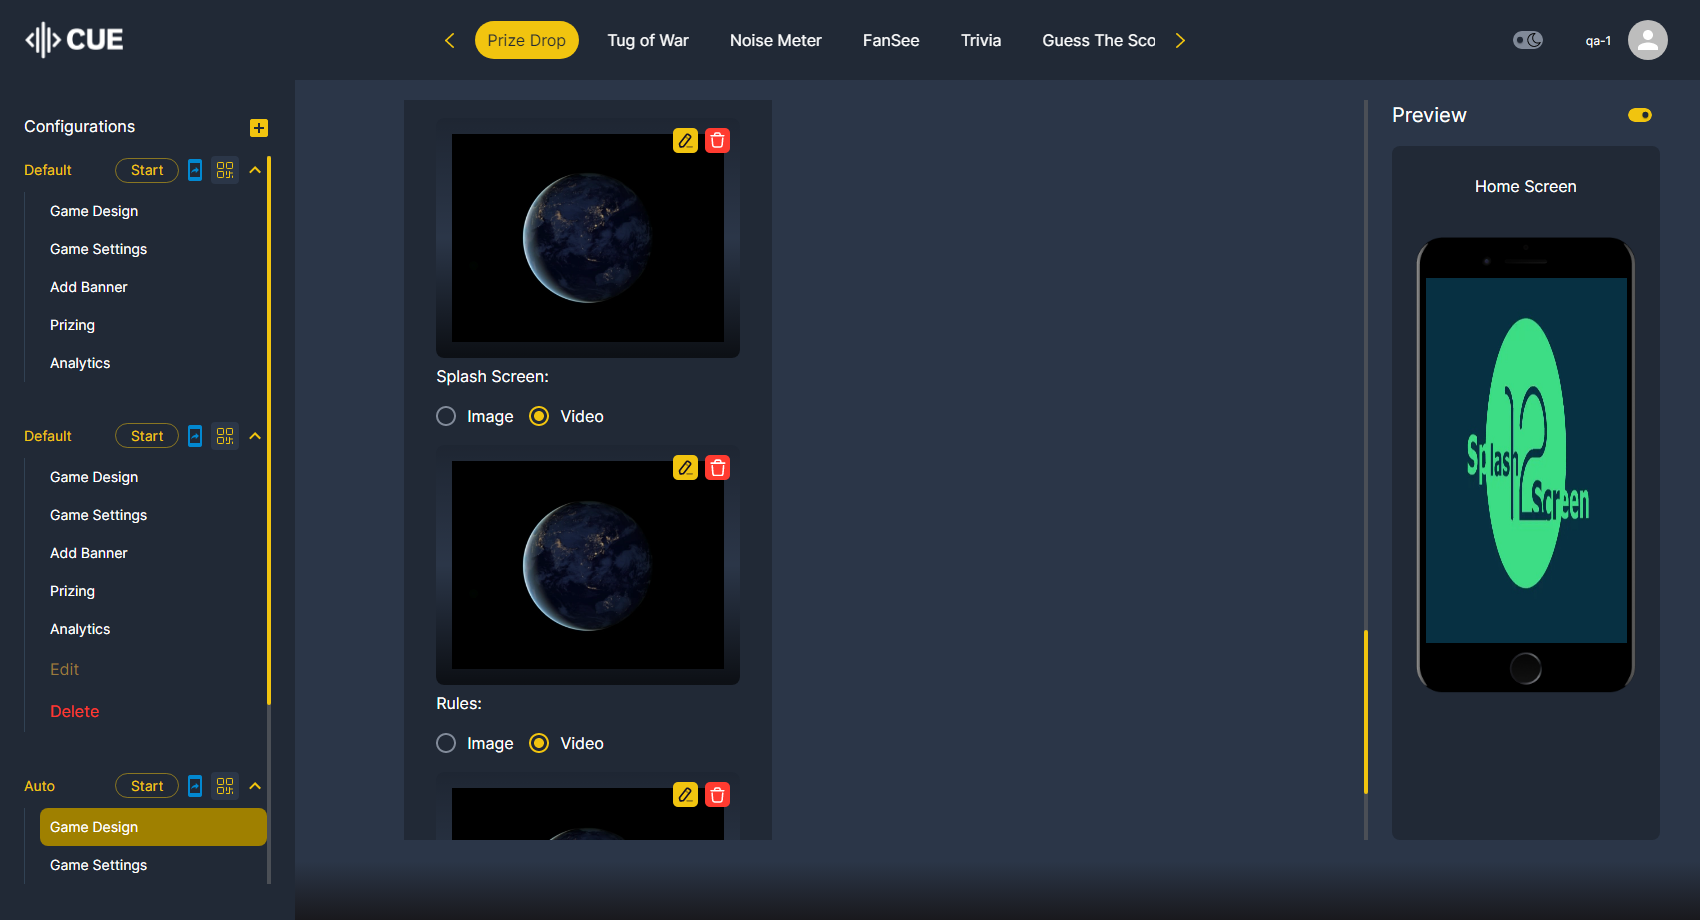 CUE
Prize Drop
Tug of War
Noise Meter
FanSee
Trivia
Guess The Sco
qa-1
Configurations
Default
Start
Game Design
Game Settings
Add Banner
Prizing
Analytics
Default
Start
Game Design
Game Settings
Add Banner
Prizing
Analytics
Edit
Delete
Auto
Start
Game Design
Game Settings
Splash Screen:
Image
Video
Rules:
Image
Video
Preview
Home Screen
12
Splash
Screen